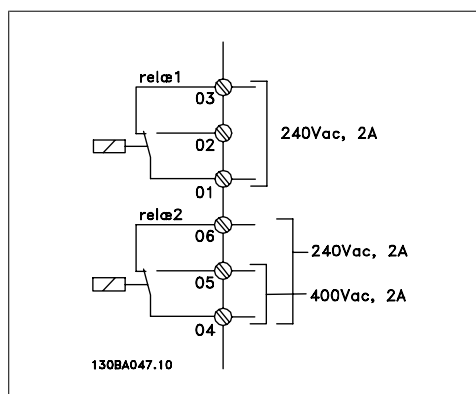 relæ1
03
02
240Vac, 2A
01
relæ2
06
240Vac, 2A
05
400Vac, 2A
04
130BA047.10